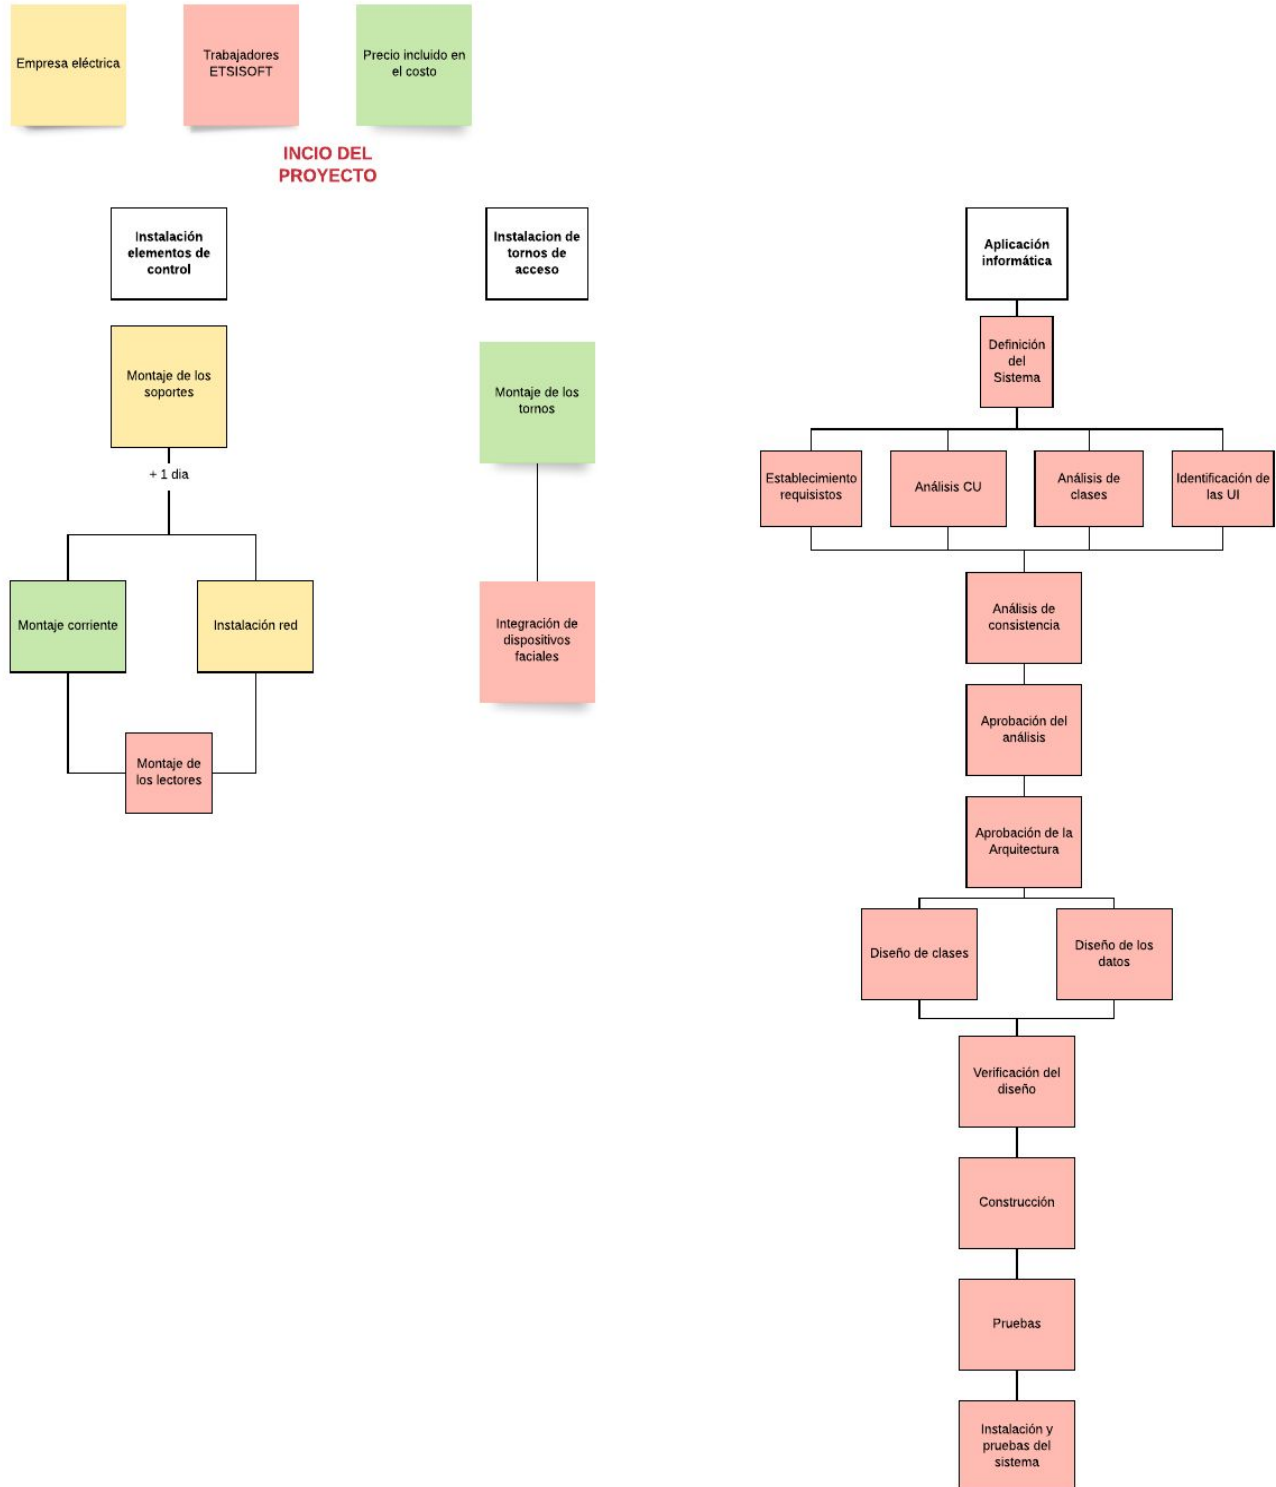 Empresa eléctrica
Trabajadores
ETSISOFT
Precio incluido en
el costo
INCIO DEL
PROYECTO
Instalación
elementos de
control
Instalacion de
tornos de
acceso
Aplicación
informática
Montaje de los
soportes
+ 1 dia
Montaje corriente
Instalación red
Montaje de
los lectores
Montaje de los
tornos
Integración de
dispositivos
faciales
Definición
del
Sistema
Establecimiento
requisistos
Análisis CU
Análisis de
clases
Identificación de
las UI
Análisis de
consistencia
Aprobación del
análisis
Aprobación de la
Arquitectura
Diseño de clases
Diseño de los
datos
Verificación del
diseño
Construcción
Pruebas
Instalación y
pruebas del
sistema